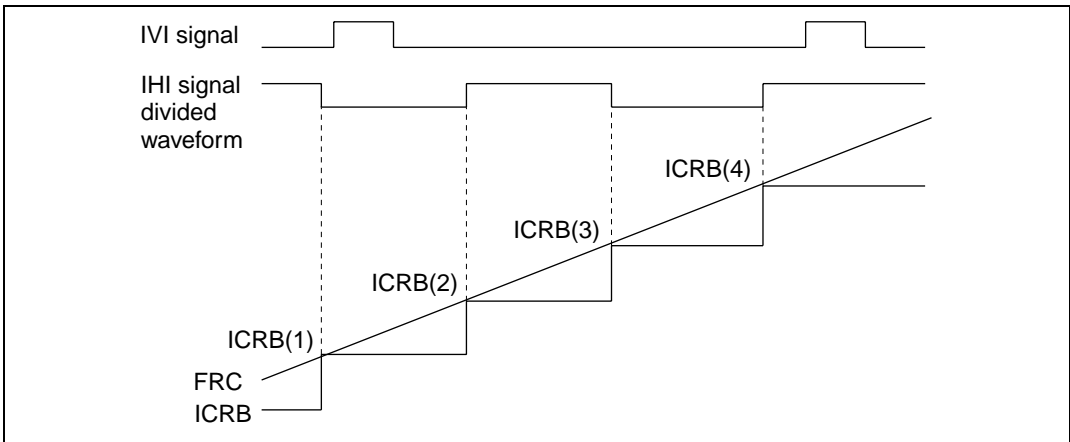 IVI signal
IHI signal
divided
waveform
ICRB(4)
ICRB(3)
ICRB(2)
ICRB(1)
FRC
ICRB